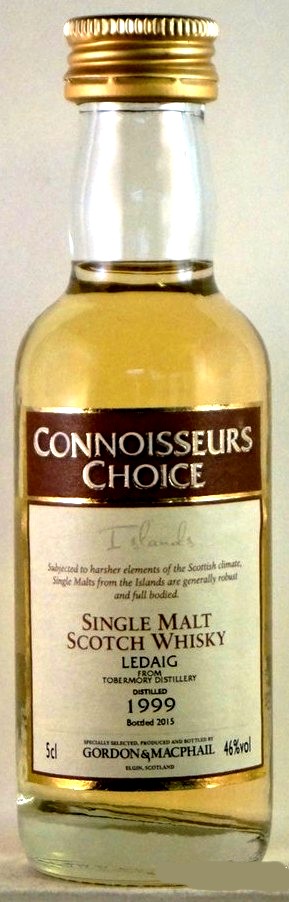 CONNOISSEURS
CHOICE
Islands
Subjected to harsher elements of the Scottish climate,
Single Malts from the Islands are generally robust
and full bodied.
SINGLE MALT
SCOTCH WHISKY
LEDAIG
FROM
TOBERMORY DISTILLERY
DISTILLED
1999
Bottled 2015
SPECIALLY SELECTED, PRODUCED AND BOTTLED BY
5cl GORDON & MACPHAIL 46%vol
ELGIN, SCOTLAND